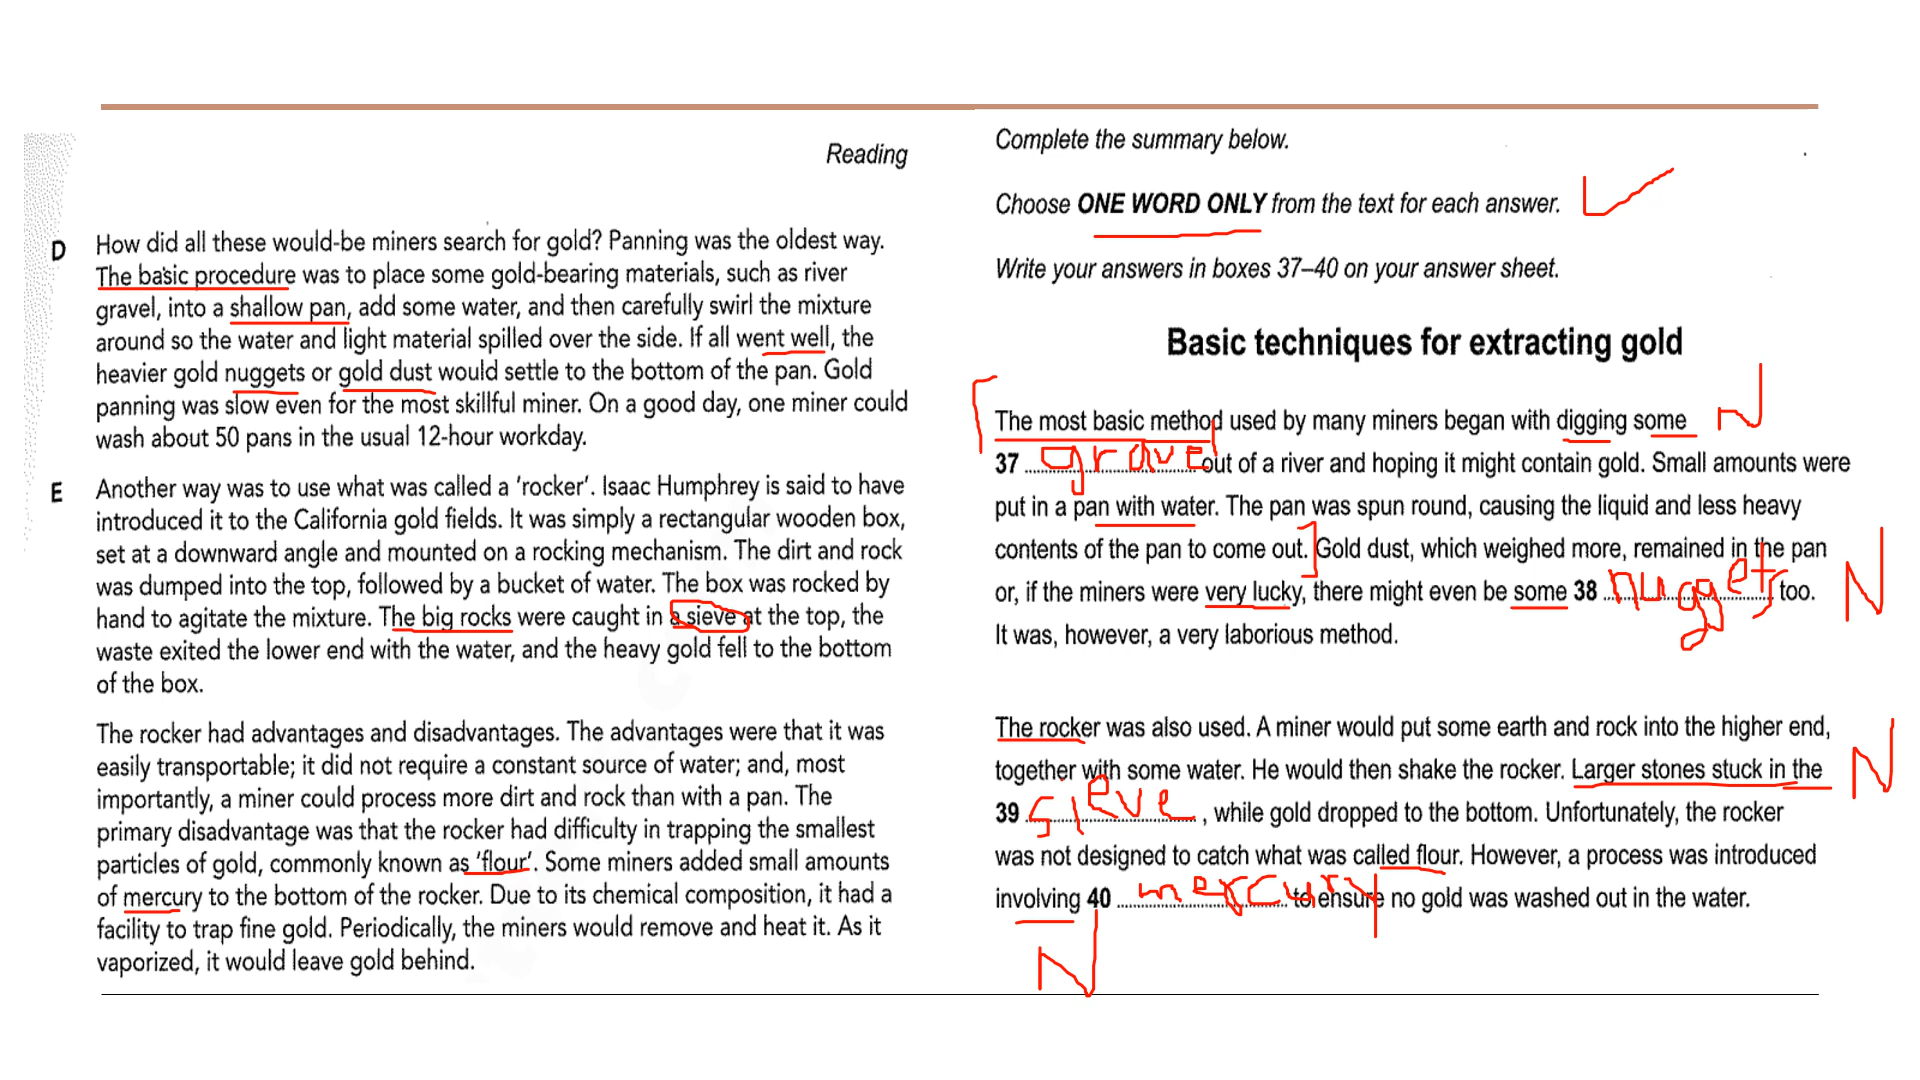 Reading
D How did all these would-be miners search for gold? Panning was the oldest way.
The basic procedure was to place some gold-bearing materials, such as river
gravel, into a shallow pan, add some water, and then carefully swirl the mixture
around so the water and light material spilled over the side. If all went well, the
heavier gold nuggets or gold dust would settle to the bottom of the pan. Gold
panning was slow even for the most skillful miner. On a good day, one miner could
wash about 50 pans in the usual 12-hour workday.
E Another way was to use what was called a 'rocker'. Isaac Humphrey is said to have
introduced it to the California gold fields. It was simply a rectangular wooden box,
set at a downward angle and mounted on a rocking mechanism. The dirt and rock
was dumped into the top, followed by a bucket of water. The box was rocked by
hand to agitate the mixture. The big rocks were caught in a sieve at the top, the
waste exited the lower end with the water, and the heavy gold fell to the bottom
of the box.
The rocker had advantages and disadvantages. The advantages were that it was
easily transportable; it did not require a constant source of water; and, most
importantly, a miner could process more dirt and rock than with a pan. The
primary disadvantage was that the rocker had difficulty in trapping the smallest
particles of gold, commonly known as 'flour'. Some miners added small amounts
of mercury to the bottom of the rocker. Due to its chemical composition, it had a
facility to trap fine gold. Periodically, the miners would remove and heat it. As it
vaporized, it would leave gold behind.
Complete the summary below.
Choose ONE WORD ONLY from the text for each answer.
Write your answers in boxes 37–40 on your answer sheet.
Basic techniques for extracting gold
The most basic method used by many miners began with digging some N
37 gravel out of a river and hoping it might contain gold. Small amounts were
put in a pan with water. The pan was spun round, causing the liquid and less heavy
contents of the pan to come out. Gold dust, which weighed more, remained in the pan
or, if the miners were very lucky, there might even be some 38 nuggets too. N
It was, however, a very laborious method.
The rocker was also used. A miner would put some earth and rock into the higher end,
together with some water. He would then shake the rocker. Larger stones stuck in the N
39 sieve, while gold dropped to the bottom. Unfortunately, the rocker
was not designed to catch what was called flour. However, a process was introduced
involving 40 mercury to ensure no gold was washed out in the water.
N